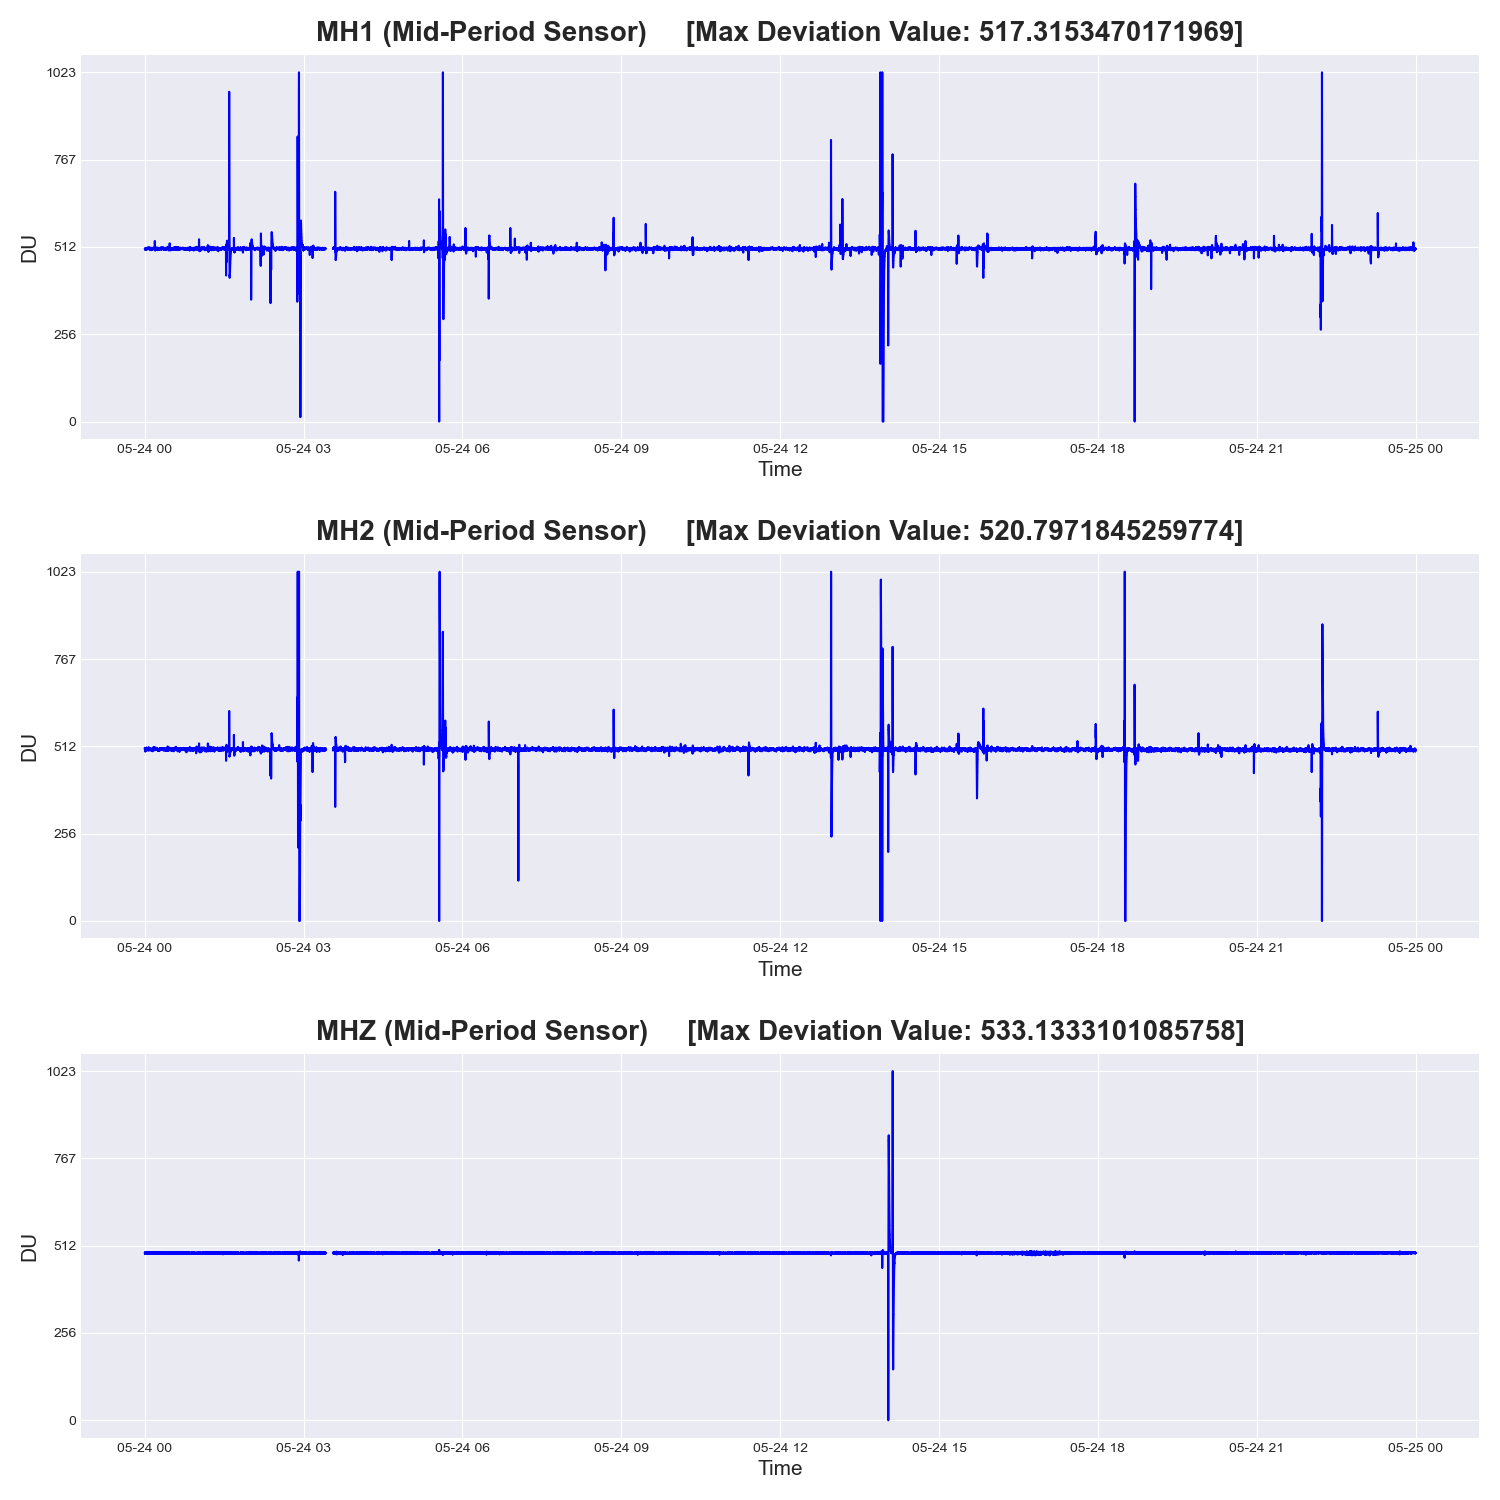 MH1 (Mid-Period Sensor) [Max Deviation Value: 517.3153470171969]
1023
767
512
256
0
DU
05-24 00 05-24 03 05-24 06 05-24 09 05-24 12 05-24 15 05-24 18 05-24 21 05-25 00
Time
MH2 (Mid-Period Sensor) [Max Deviation Value: 520.7971845259774]
1023
767
512
256
0
DU
05-24 00 05-24 03 05-24 06 05-24 09 05-24 12 05-24 15 05-24 18 05-24 21 05-25 00
Time
MHZ (Mid-Period Sensor) [Max Deviation Value: 533.1333101085758]
1023
767
512
256
0
DU
05-24 00 05-24 03 05-24 06 05-24 09 05-24 12 05-24 15 05-24 18 05-24 21 05-25 00
Time